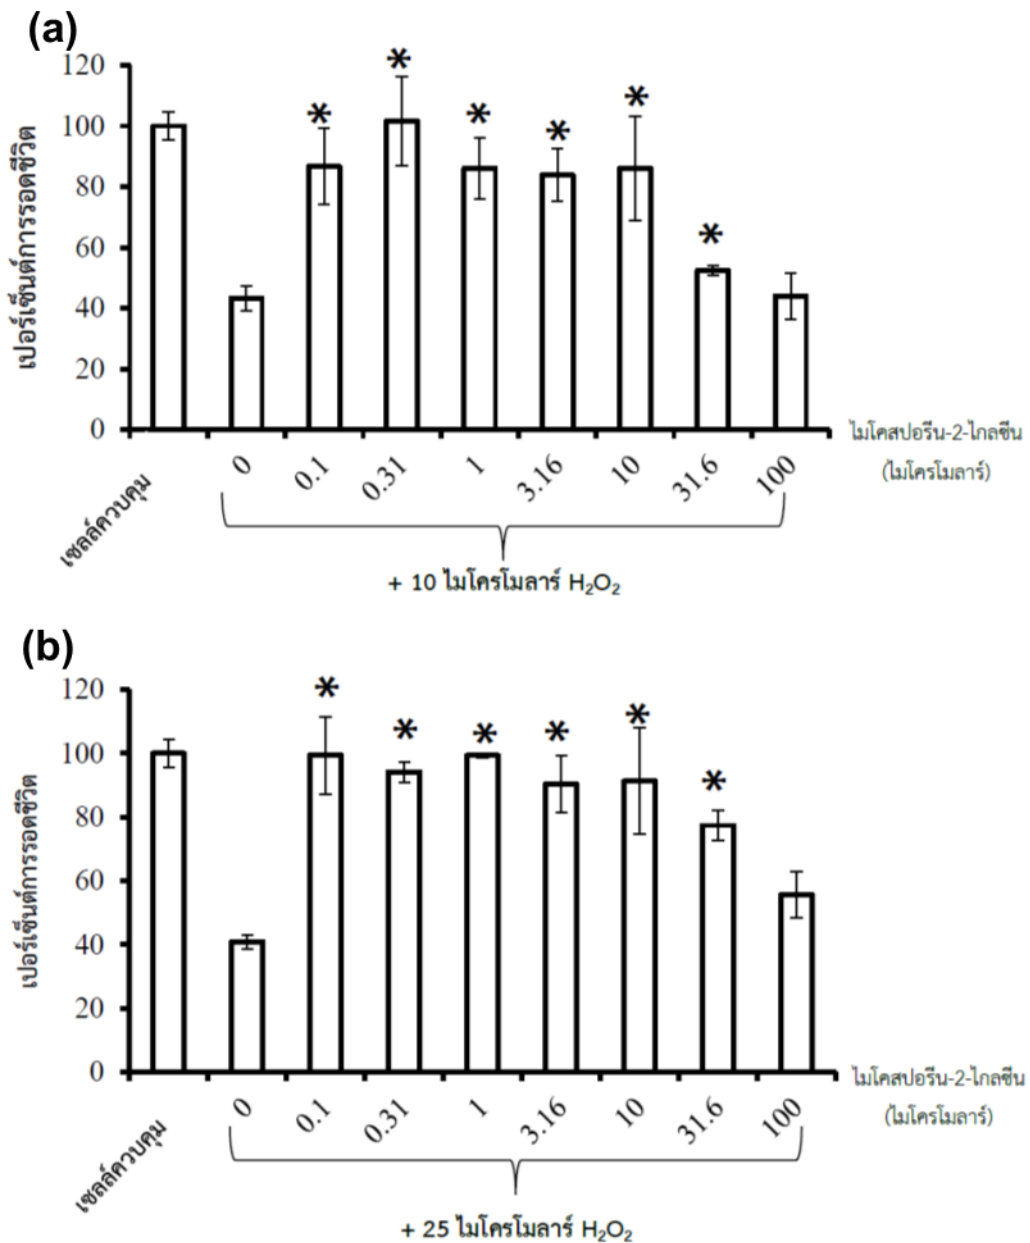 (a)
เปอร์เซ็นต์การรอดชีวิต
120
100
80
60
40
20
0
* * * * * *
เซลล์ควบคุม 0 0.1 0.31 1 3.16 10 31.6 100
ไมโคสปอรีน-2-ไกลซีน
(ไมโครโมลาร์)
+ 10 ไมโครโมลาร์ H₂O₂
(b)
เปอร์เซ็นต์การรอดชีวิต
120
100
80
60
40
20
0
* * * * * *
เซลล์ควบคุม 0 0.1 0.31 1 3.16 10 31.6 100
ไมโคสปอรีน-2-ไกลซีน
(ไมโครโมลาร์)
+ 25 ไมโครโมลาร์ H₂O₂